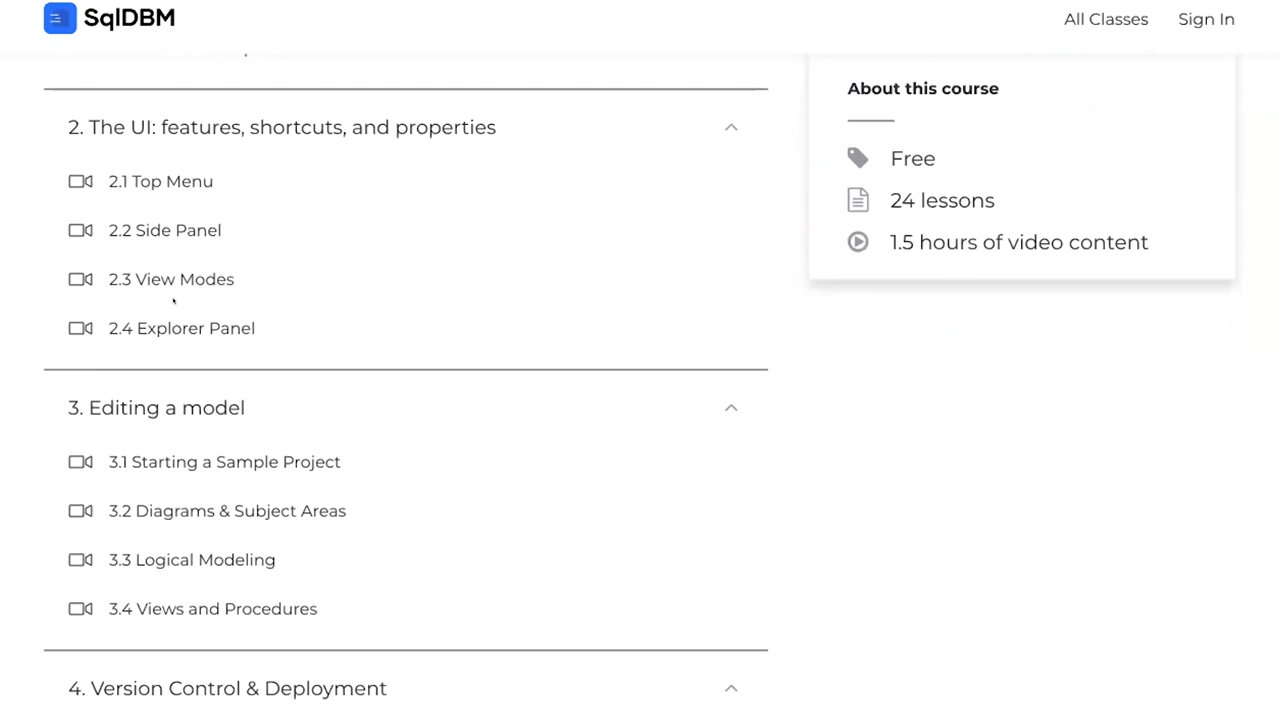 SqlDBM
All Classes
Sign In
2. The UI: features, shortcuts, and properties
2.1 Top Menu
2.2 Side Panel
2.3 View Modes
2.4 Explorer Panel
3. Editing a model
3.1 Starting a Sample Project
3.2 Diagrams & Subject Areas
3.3 Logical Modeling
3.4 Views and Procedures
4. Version Control & Deployment
About this course
Free
24 lessons
1.5 hours of video content